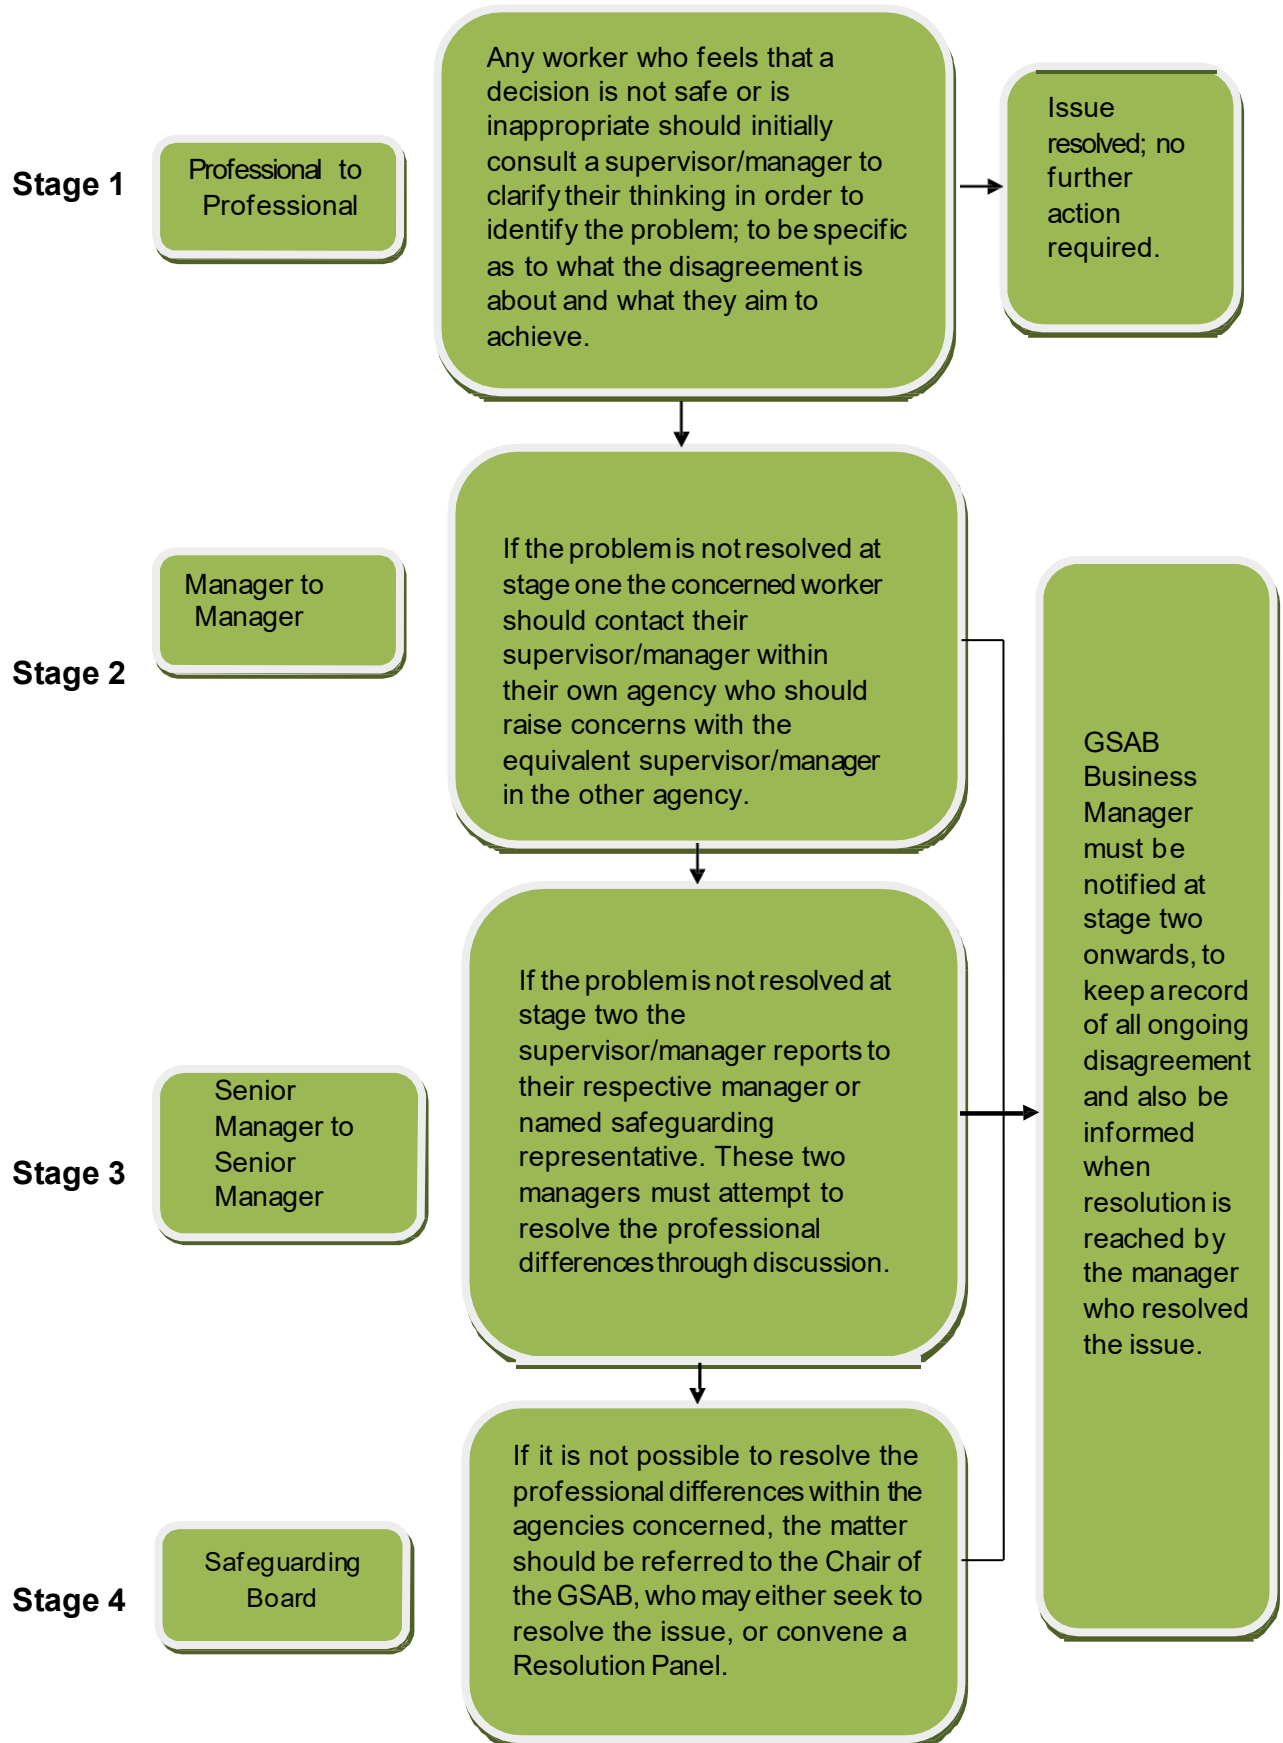 Stage 1
Professional to
Professional
Any worker who feels that a
decision is not safe or is
inappropriate should initially
consult a supervisor/manager to
clarify their thinking in order to
identify the problem; to be specific
as to what the disagreement is
about and what they aim to
achieve.
Issue
resolved; no
further
action
required.
Stage 2
Manager to
Manager
If the problem is not resolved at
stage one the concerned worker
should contact their
supervisor/manager within
their own agency who should
raise concerns with the
equivalent supervisor/manager
in the other agency.
GSAB
Business
Manager
must be
notified at
stage two
onwards, to
keep a record
of all ongoing
disagreement
and also be
informed
when
resolution is
reached by
the manager
who resolved
the issue.
Stage 3
Senior
Manager to
Senior
Manager
If the problem is not resolved at
stage two the
supervisor/manager reports to
their respective manager or
named safeguarding
representative. These two
managers must attempt to
resolve the professional
differences through discussion.
Stage 4
Safeguarding
Board
If it is not possible to resolve the
professional differences within the
agencies concerned, the matter
should be referred to the Chair of
the GSAB, who may either seek to
resolve the issue, or convene a
Resolution Panel.